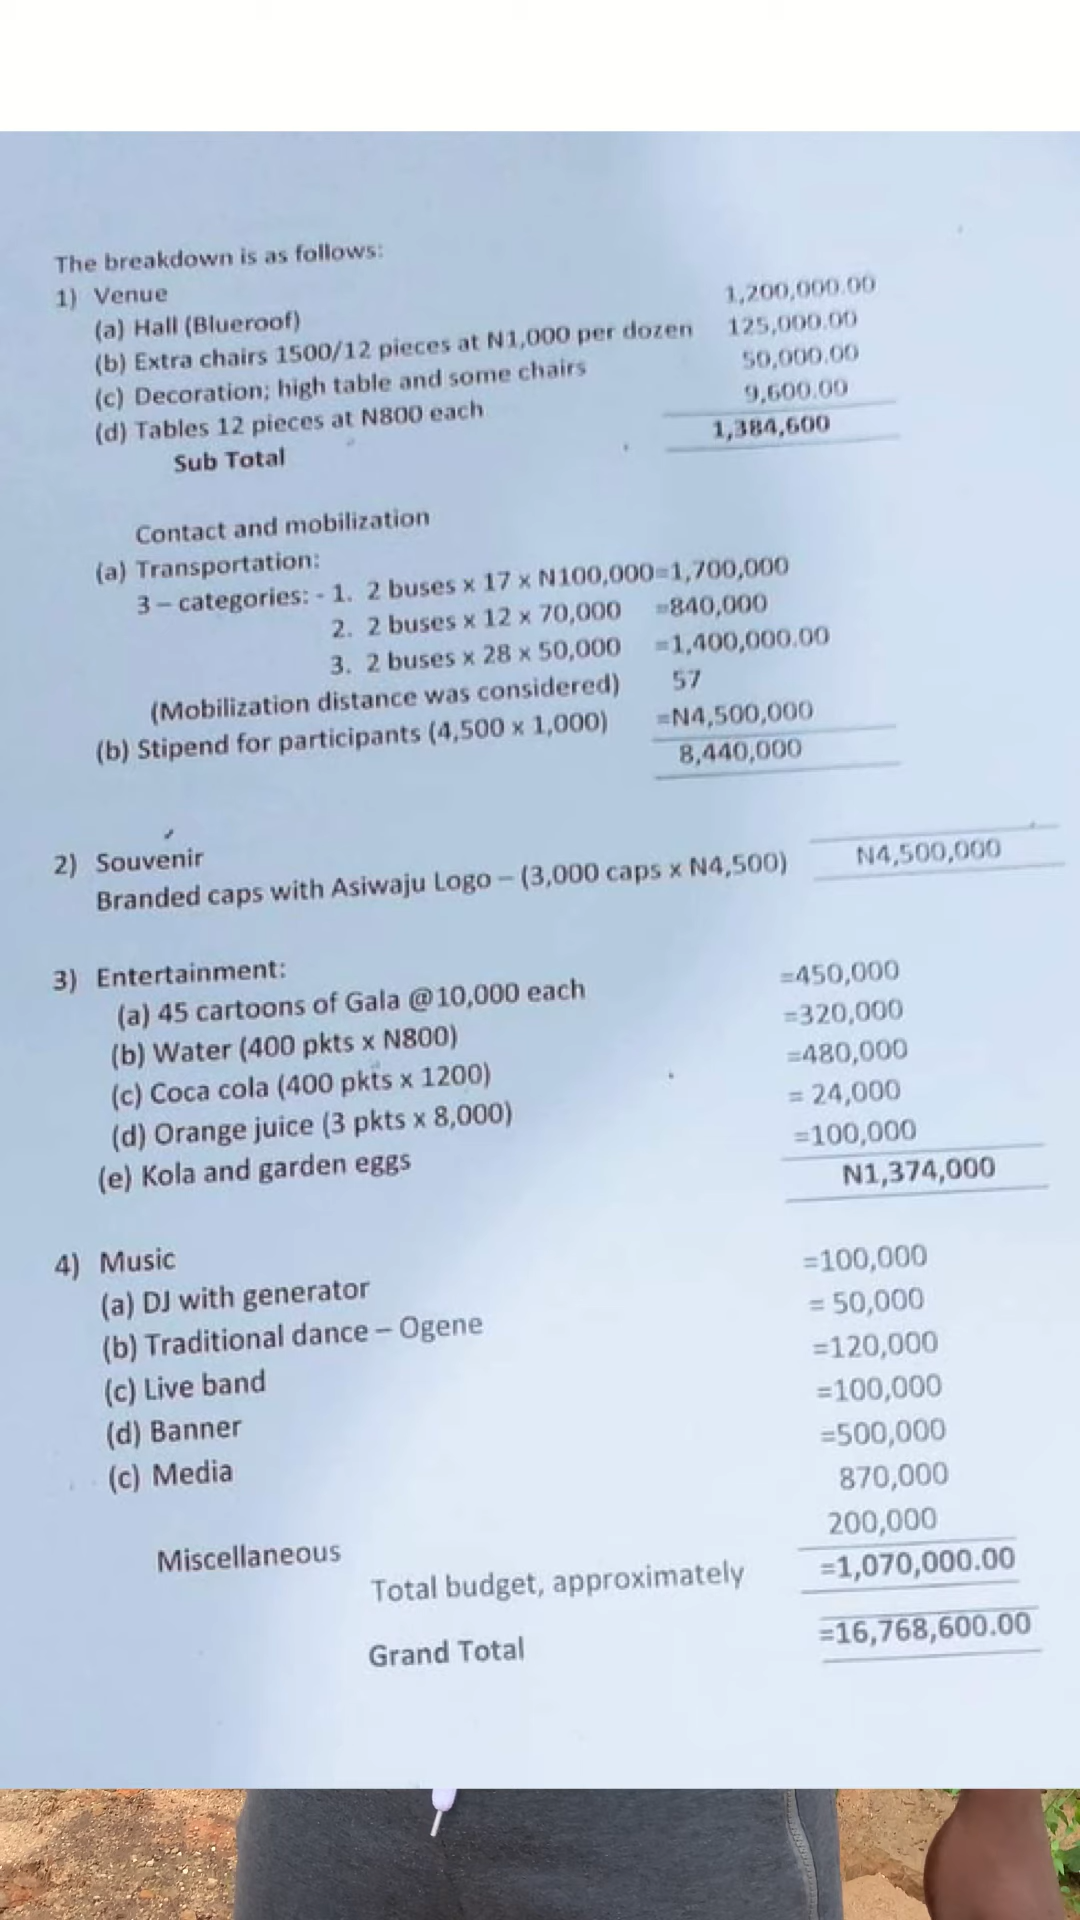 The breakdown is as follows:
1) Venue
(a) Hall (Blueroof) 1,200,000.00
(b) Extra chairs 1500/12 pieces at N1,000 per dozen 125,000.00
(c) Decoration; high table and some chairs 50,000.00
(d) Tables 12 pieces at N800 each 9,600.00
Sub Total 1,384,600
Contact and mobilization
(a) Transportation:
3 – categories: - 1. 2 buses x 17 x N100,000=1,700,000
2. 2 buses x 12 x 70,000 =840,000
3. 2 buses x 28 x 50,000 =1,400,000.00
(Mobilization distance was considered) 57
(b) Stipend for participants (4,500 x 1,000) =N4,500,000
8,440,000
2) Souvenir
Branded caps with Asiwaju Logo – (3,000 caps x N4,500) N4,500,000
3) Entertainment:
(a) 45 cartoons of Gala @10,000 each =450,000
(b) Water (400 pkts x N800) =320,000
(c) Coca cola (400 pkts x 1200) =480,000
(d) Orange juice (3 pkts x 8,000) = 24,000
(e) Kola and garden eggs =100,000
N1,374,000
4) Music
(a) DJ with generator =100,000
(b) Traditional dance – Ogene = 50,000
(c) Live band =120,000
(d) Banner =100,000
(c) Media =500,000
870,000
Miscellaneous 200,000
Total budget, approximately =1,070,000.00
Grand Total =16,768,600.00